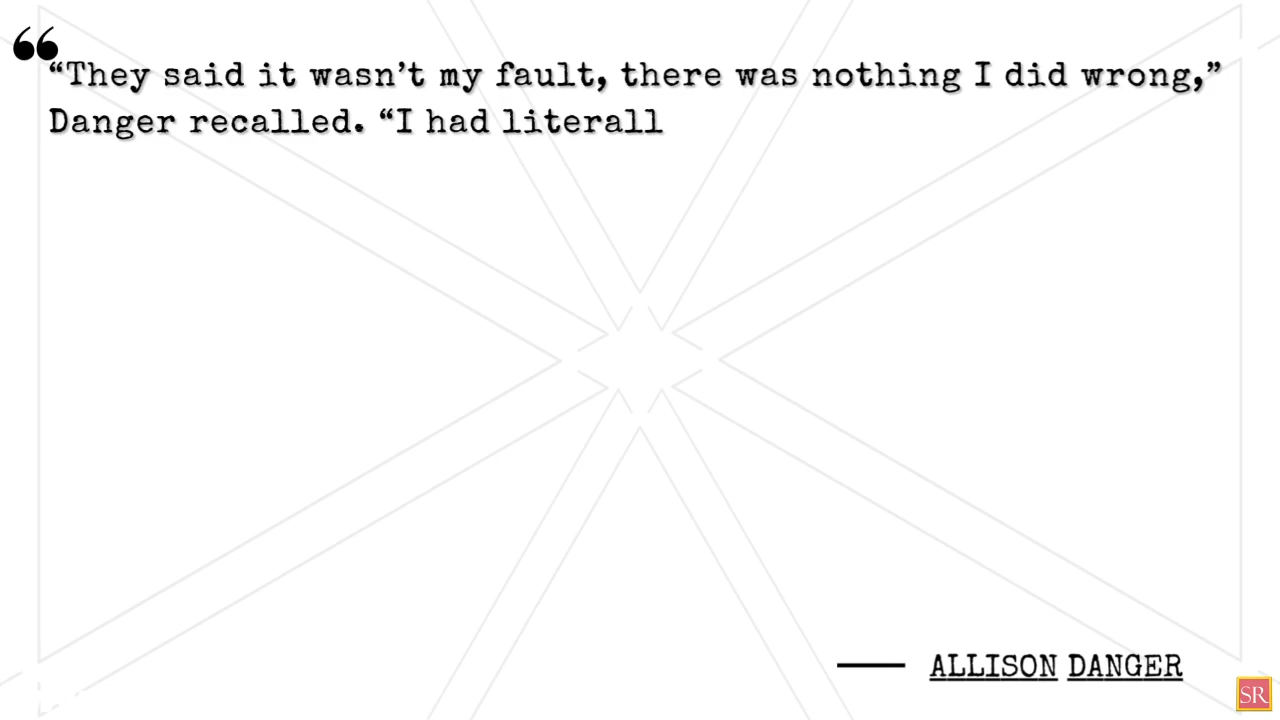 ❝
“They said it wasn’t my fault, there was nothing I did wrong,”
Danger recalled. “I had literall
ALLISON DANGER
SR